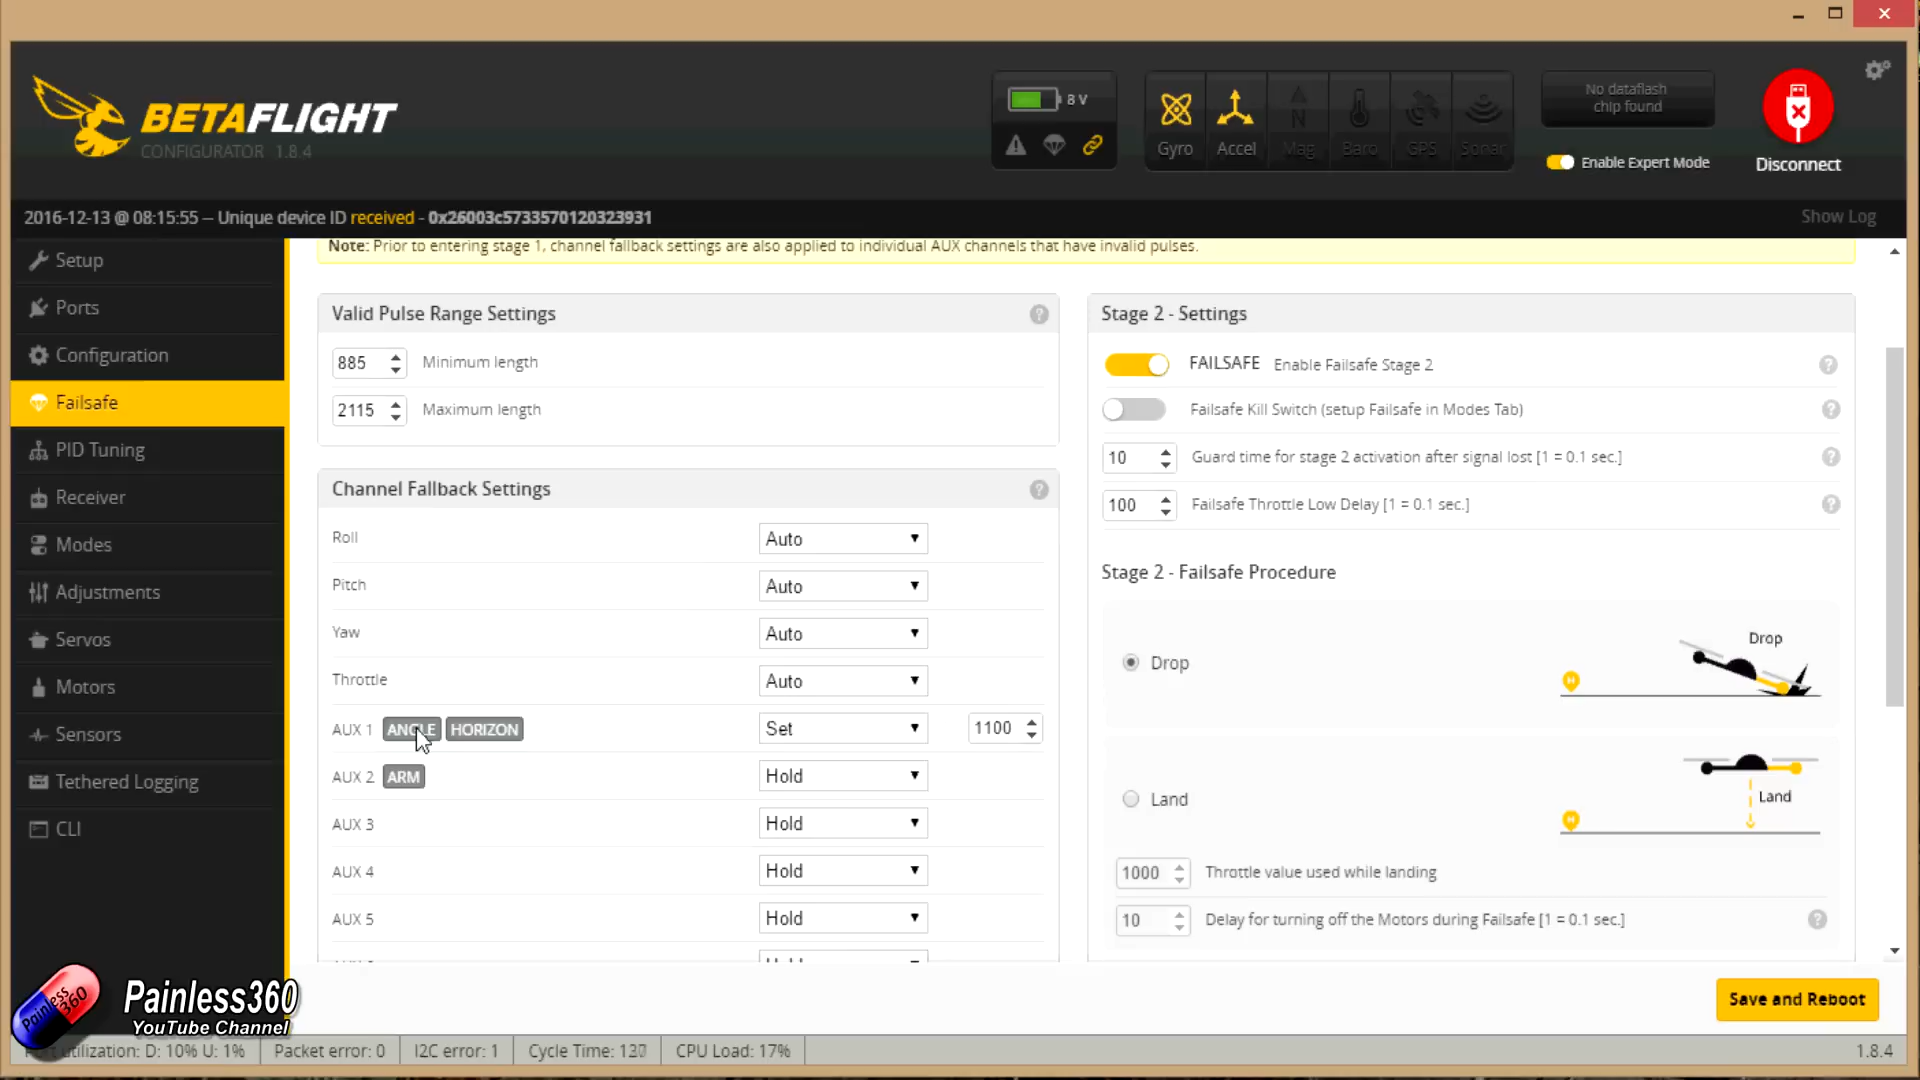 BETAFLIGHT
CONFIGURATOR 1.8.4
8 V
Gyro
Accel
Mag
Baro
GPS
Sonar
No dataflash
chip found
Enable Expert Mode
Disconnect
2016-12-13 @ 08:15:55 -- Unique device ID received - 0x26003c5733570120323931
Show Log
Setup
Ports
Configuration
Failsafe
PID Tuning
Receiver
Modes
Adjustments
Servos
Motors
Sensors
Tethered Logging
CLI
Note: Prior to entering stage 1, channel fallback settings are also applied to individual AUX channels that have invalid pulses.
Valid Pulse Range Settings
885 Minimum length
2115 Maximum length
Channel Fallback Settings
Roll Auto
Pitch Auto
Yaw Auto
Throttle Auto
AUX 1 ANGLE HORIZON Set 1100
AUX 2 ARM Hold
AUX 3 Hold
AUX 4 Hold
AUX 5 Hold
Stage 2 - Settings
FAILSAFE Enable Failsafe Stage 2
Failsafe Kill Switch (setup Failsafe in Modes Tab)
10 Guard time for stage 2 activation after signal lost [1 = 0.1 sec.]
100 Failsafe Throttle Low Delay [1 = 0.1 sec.]
Stage 2 - Failsafe Procedure
Drop
Drop
H
Land
Land
H
1000 Throttle value used while landing
10 Delay for turning off the Motors during Failsafe [1 = 0.1 sec.]
Save and Reboot
Painless
360
Painless360
YouTube Channel
utilization: D: 10% U: 1%
Packet error: 0
I2C error: 1
Cycle Time:
CPU Load: 17%
1.8.4